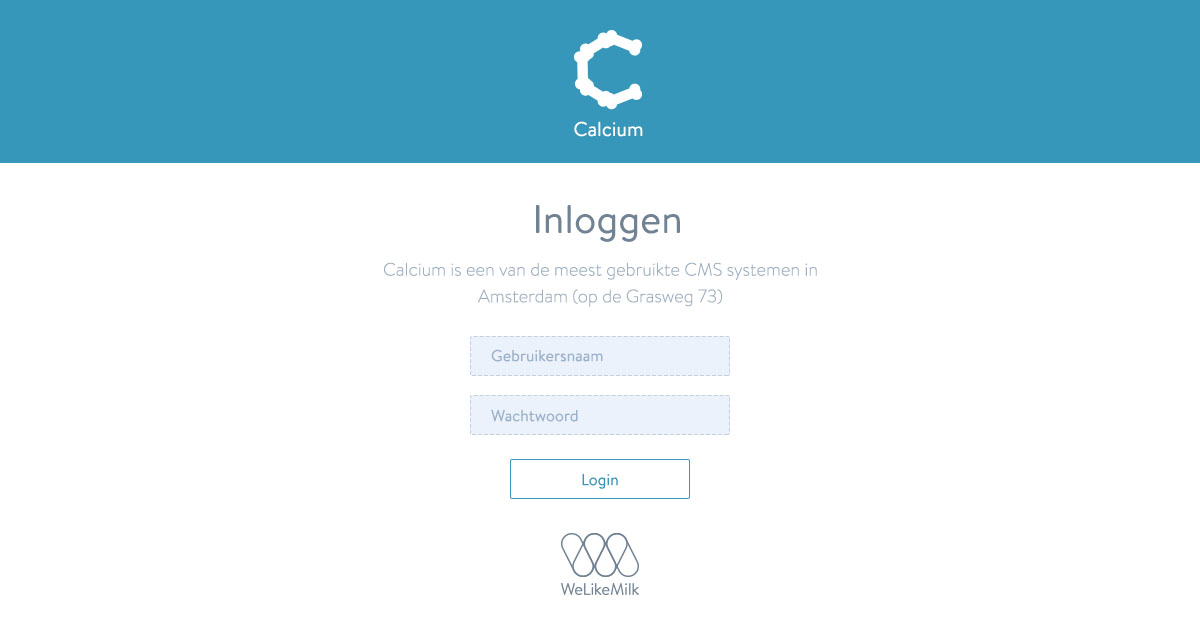 Calcium
Inloggen
Calcium is een van de meest gebruikte CMS systemen in
Amsterdam (op de Grasweg 73)
Gebruikersnaam
Wachtwoord
Login
WeLikeMilk